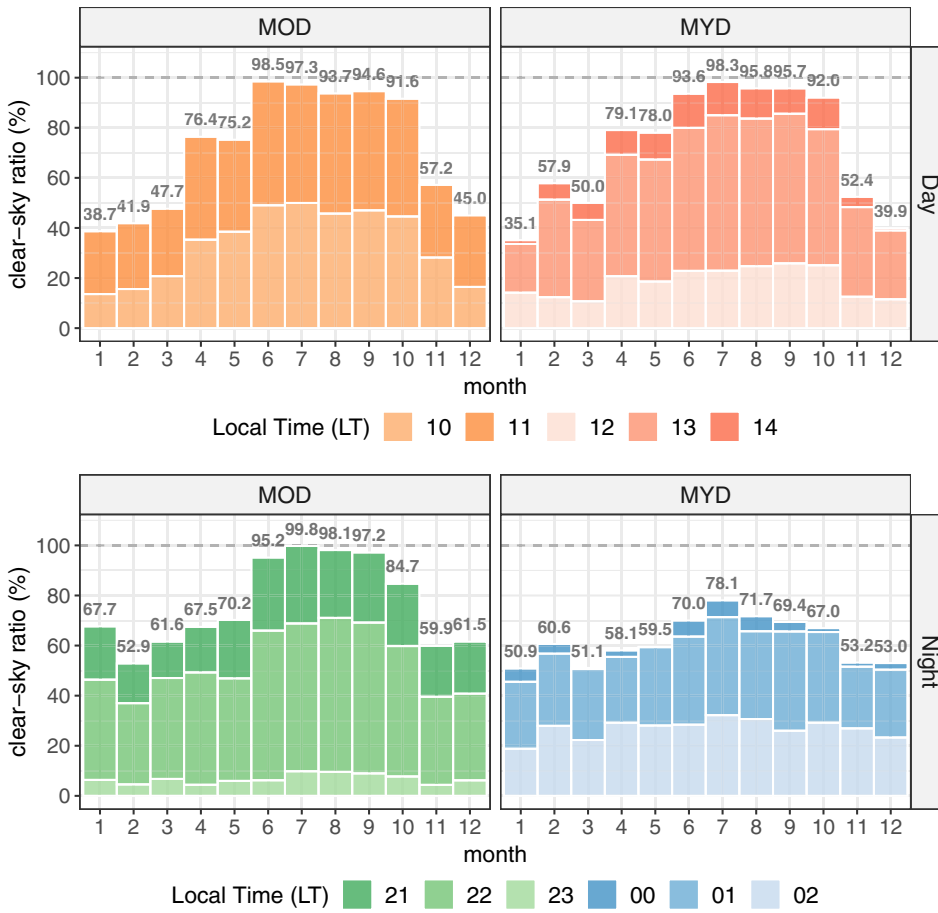 MOD MYD
98.5 97.3 93.7 94.6 91.6 76.4 75.2 57.2 47.7 45.0 41.9 38.7
98.3 95.8 95.7 93.6 92.0 79.1 78.0 57.9 52.4 50.0 39.9 35.1
100
80
60
40
20
0
clear−sky ratio (%)
Day
1 2 3 4 5 6 7 8 9 10 11 12 1 2 3 4 5 6 7 8 9 10 11 12
month month
Local Time (LT) 10 11 12 13 14
MOD MYD
99.8 98.1 97.2 95.2 84.7 70.2 67.7 67.5 61.6 61.5 59.9 52.9
78.1 71.7 70.0 69.4 67.0 60.6 59.5 58.1 53.2 53.0 51.1 50.9
100
80
60
40
20
0
clear−sky ratio (%)
Night
1 2 3 4 5 6 7 8 9 10 11 12 1 2 3 4 5 6 7 8 9 10 11 12
month month
Local Time (LT) 21 22 23 00 01 02